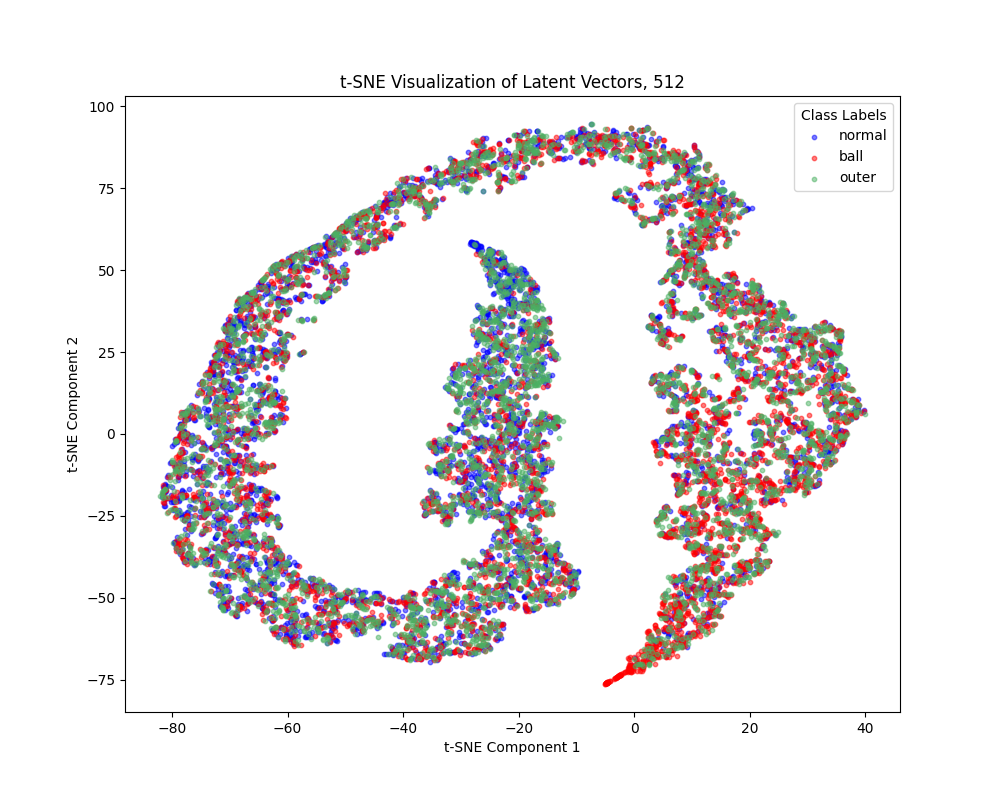 t-SNE Visualization of Latent Vectors, 512
Class Labels
normal
ball
outer
t-SNE Component 2
100
75
50
25
0
−25
−50
−75
−80
−60
−40
−20
0
20
40
t-SNE Component 1